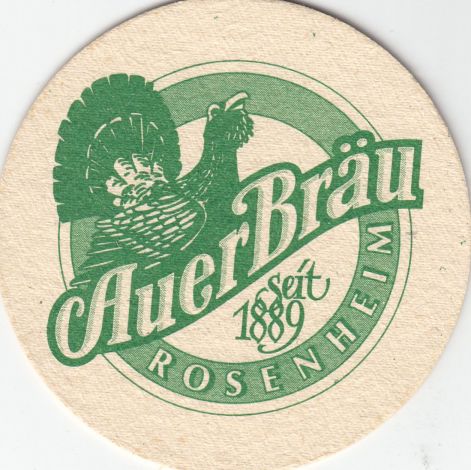 AuerBräu
seit
1889
ROSENHEIM